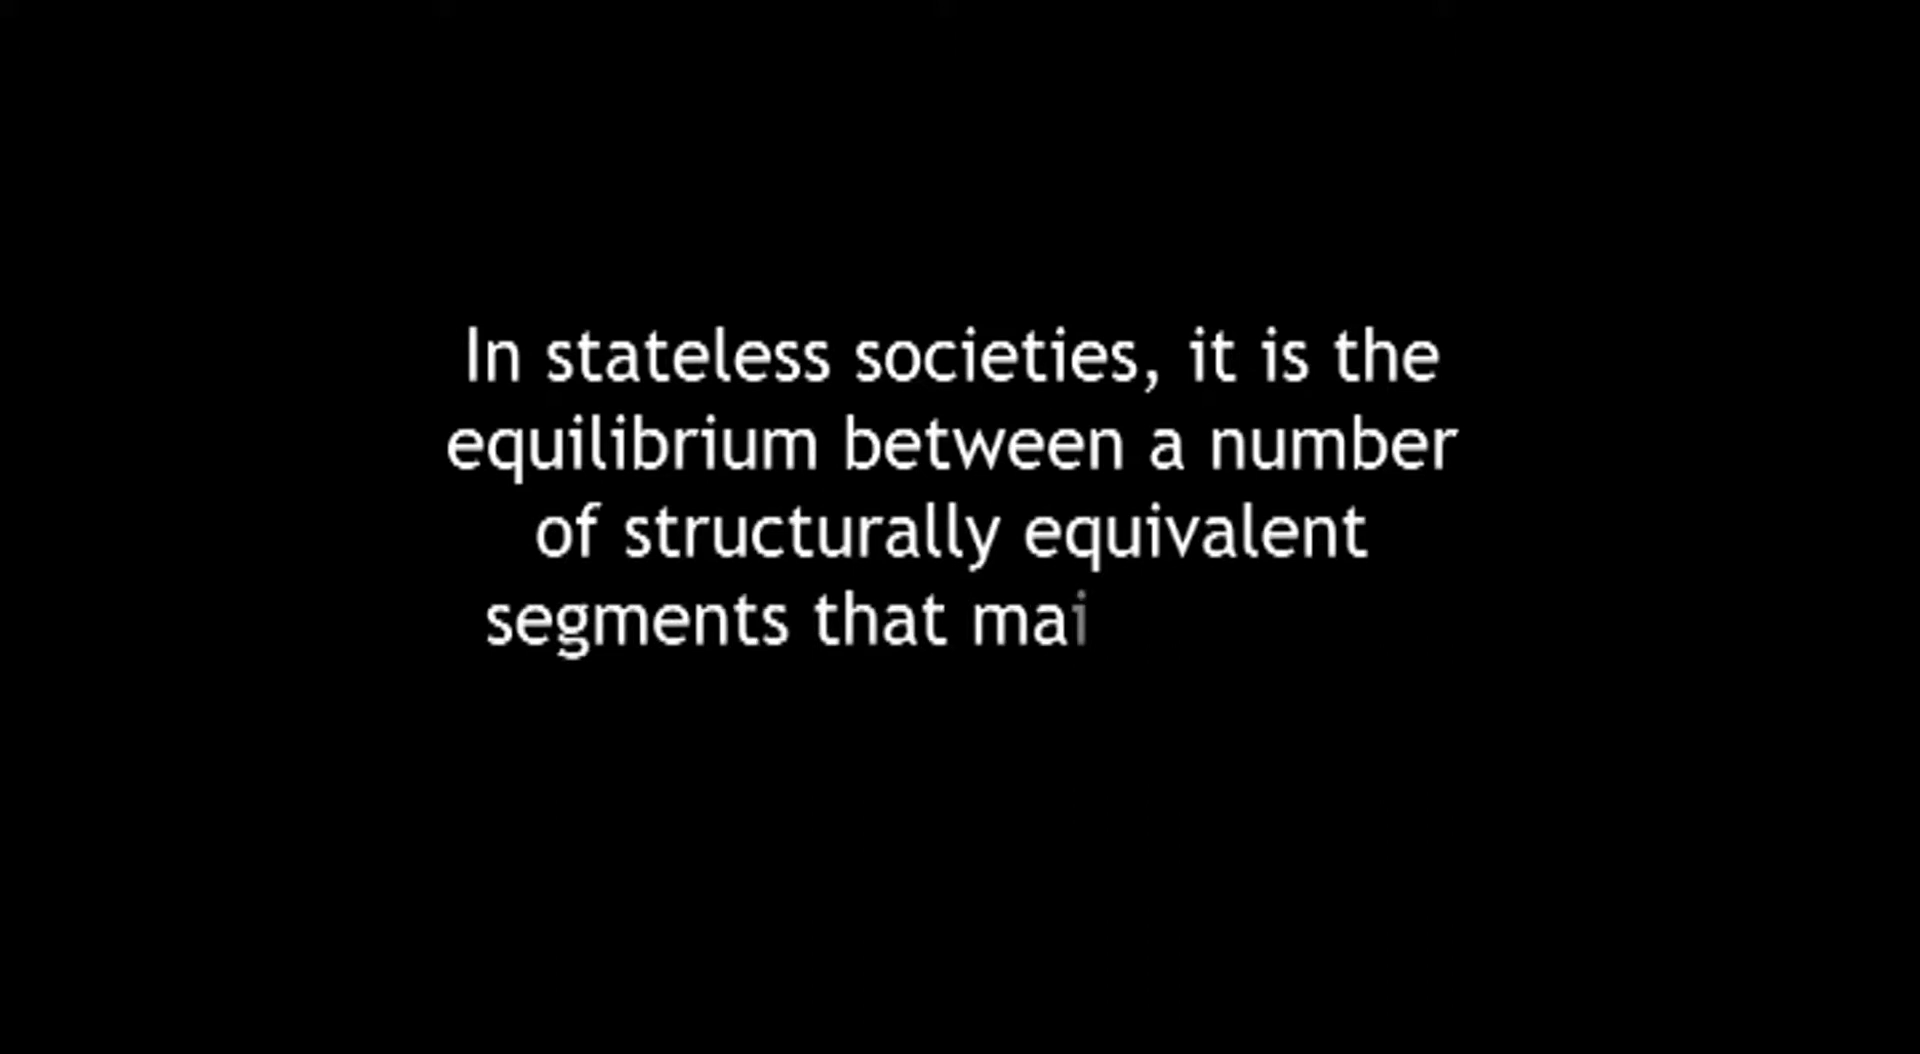 In stateless societies, it is the
equilibrium between a number
of structurally equivalent
segments that mai